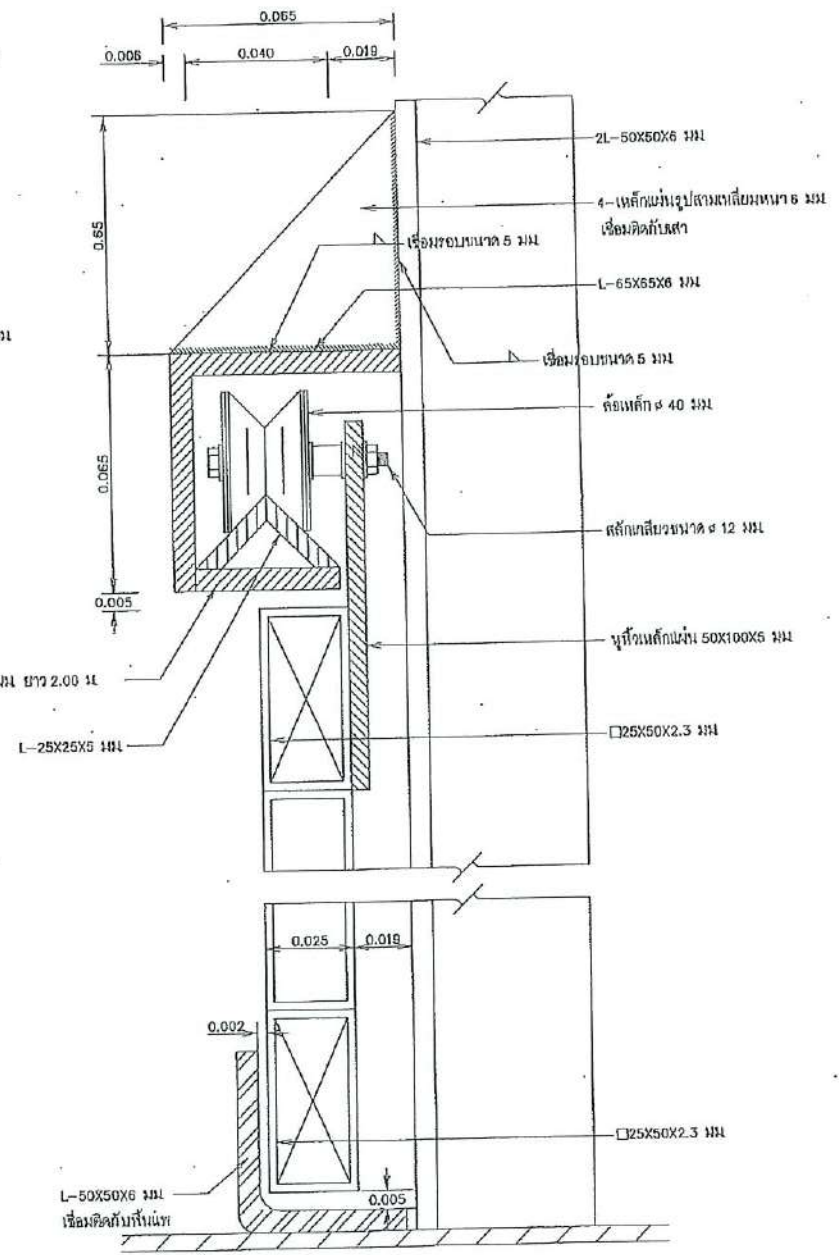 0.065
0.006
0.040
0.019
2L-50X50X6 มม
4-เหล็กแผ่นรูปสามเหลี่ยมหนา 6 มม
เชื่อมติดกับเสา
0.65
เชื่อมรอบขนาด 5 มม.
L-65X65X6 มม
ม
เชื่อมรอบขนาด 5 มม
ล้อเหล็ก ø 40 มม.
0.065
สลักเกลียวขนาด ø 12 มม.
0.005
หูหิ้วเหล็กแผ่น 50X100X5 มม
ยาว 2.00 ม.
L-25X25X5 มม.
□25X50X2.3 มม
0.025
0.019
0.002
□25X50X2.3 มม
L-50X50X6 มม.
0.005
เชื่อมติดกับพื้นแพ